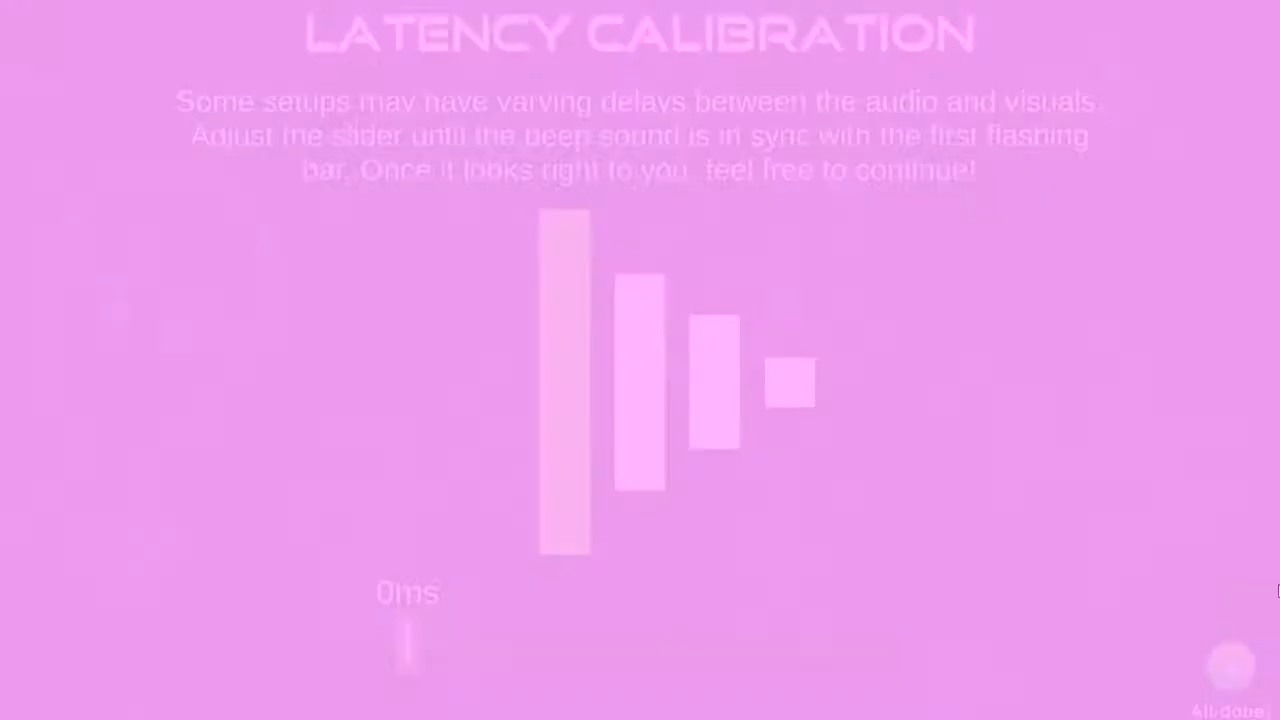 LATENCY CALIBRATION
Some setups may have varying delays between the audio and visuals.
Adjust the slider until the beep sound is in sync with the first flashing
bar. Once it looks right to you, feel free to continue!
0ms
All done!